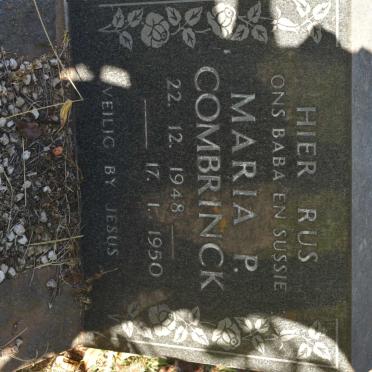 HIER RUS
ONS BABA EN SUSSIE
MARIA P.
COMBRINCK
22. 12. 1948 — 17. 1. 1950
VEILIG BY JESUS